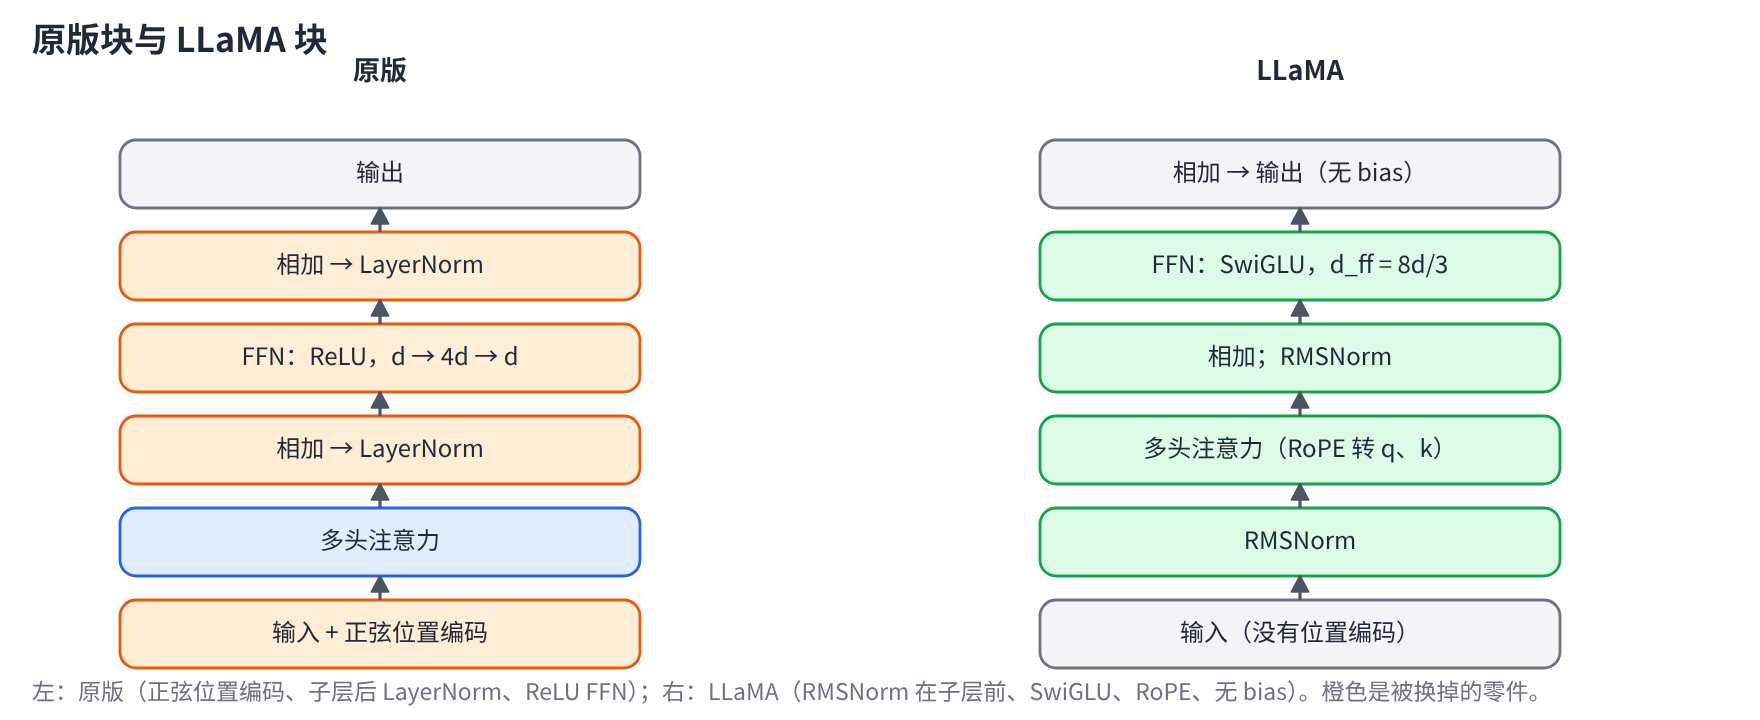 原版块与 LLaMA 块
原版
输出
相加 → LayerNorm
FFN：ReLU，d → 4d → d
相加 → LayerNorm
多头注意力
输入 + 正弦位置编码
LLaMA
相加 → 输出（无 bias）
FFN：SwiGLU，d_ff = 8d/3
相加；RMSNorm
多头注意力（RoPE 转 q、k）
RMSNorm
输入（没有位置编码）
左：原版（正弦位置编码、子层后 LayerNorm、ReLU FFN）；右：LLaMA（RMSNorm 在子层前、SwiGLU、RoPE、无 bias）。橙色是被换掉的零件。